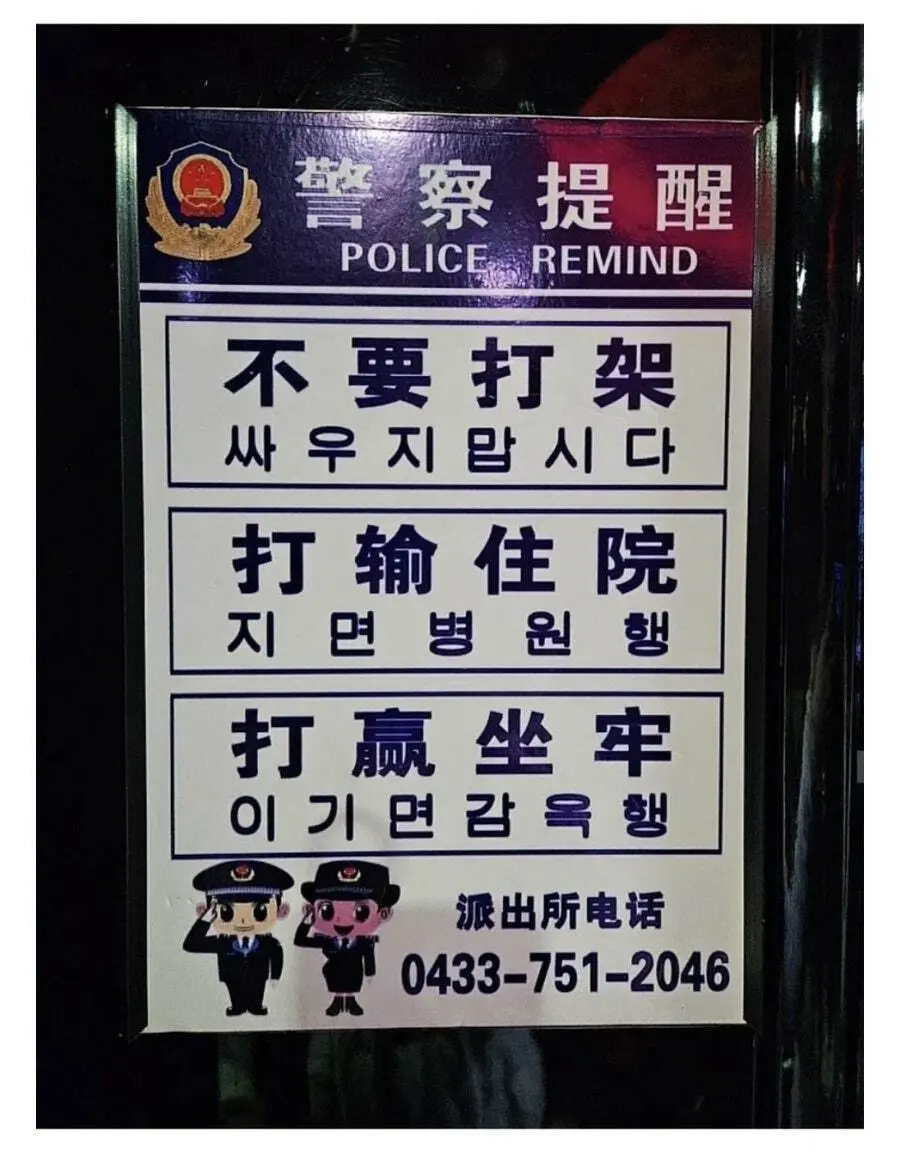 警察提醒
POLICE REMIND
不要打架
싸우지맙시다
打输住院
지면병원행
打赢坐牢
이기면감옥행
派出所电话
0433-751-2046